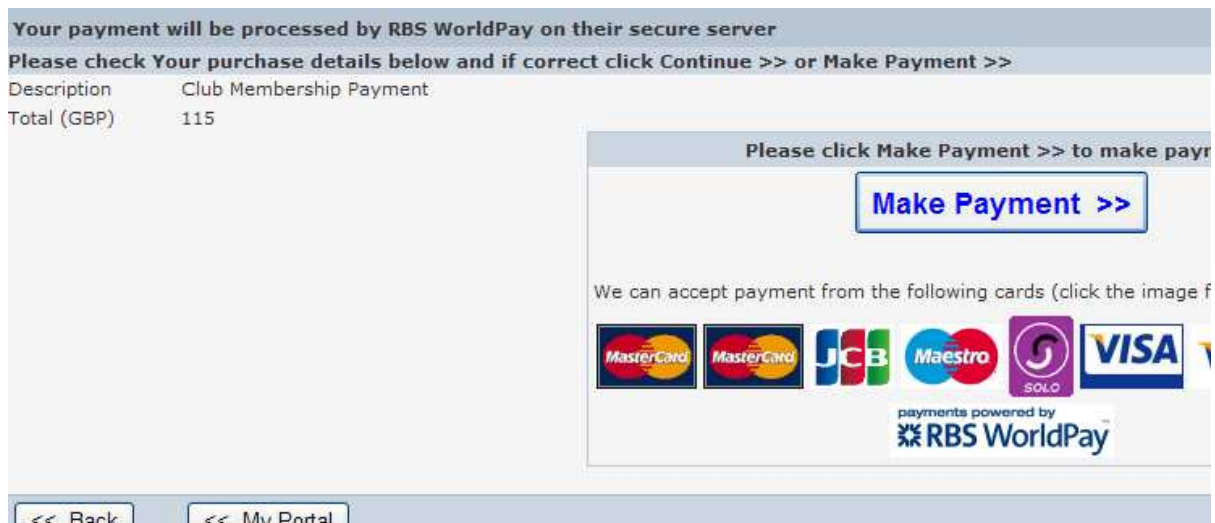 Your payment will be processed by RBS WorldPay on their secure server
Please check Your purchase details below and if correct click Continue >> or Make Payment >>
Description Club Membership Payment
Total (GBP) 115
Please click Make Payment >> to make
Make Payment >>
We can accept payment from the following cards (click the image
MasterCard MasterCard JCB Maestro SOLO VISA
payments powered by
RBS WorldPay
<< Back << My Portal